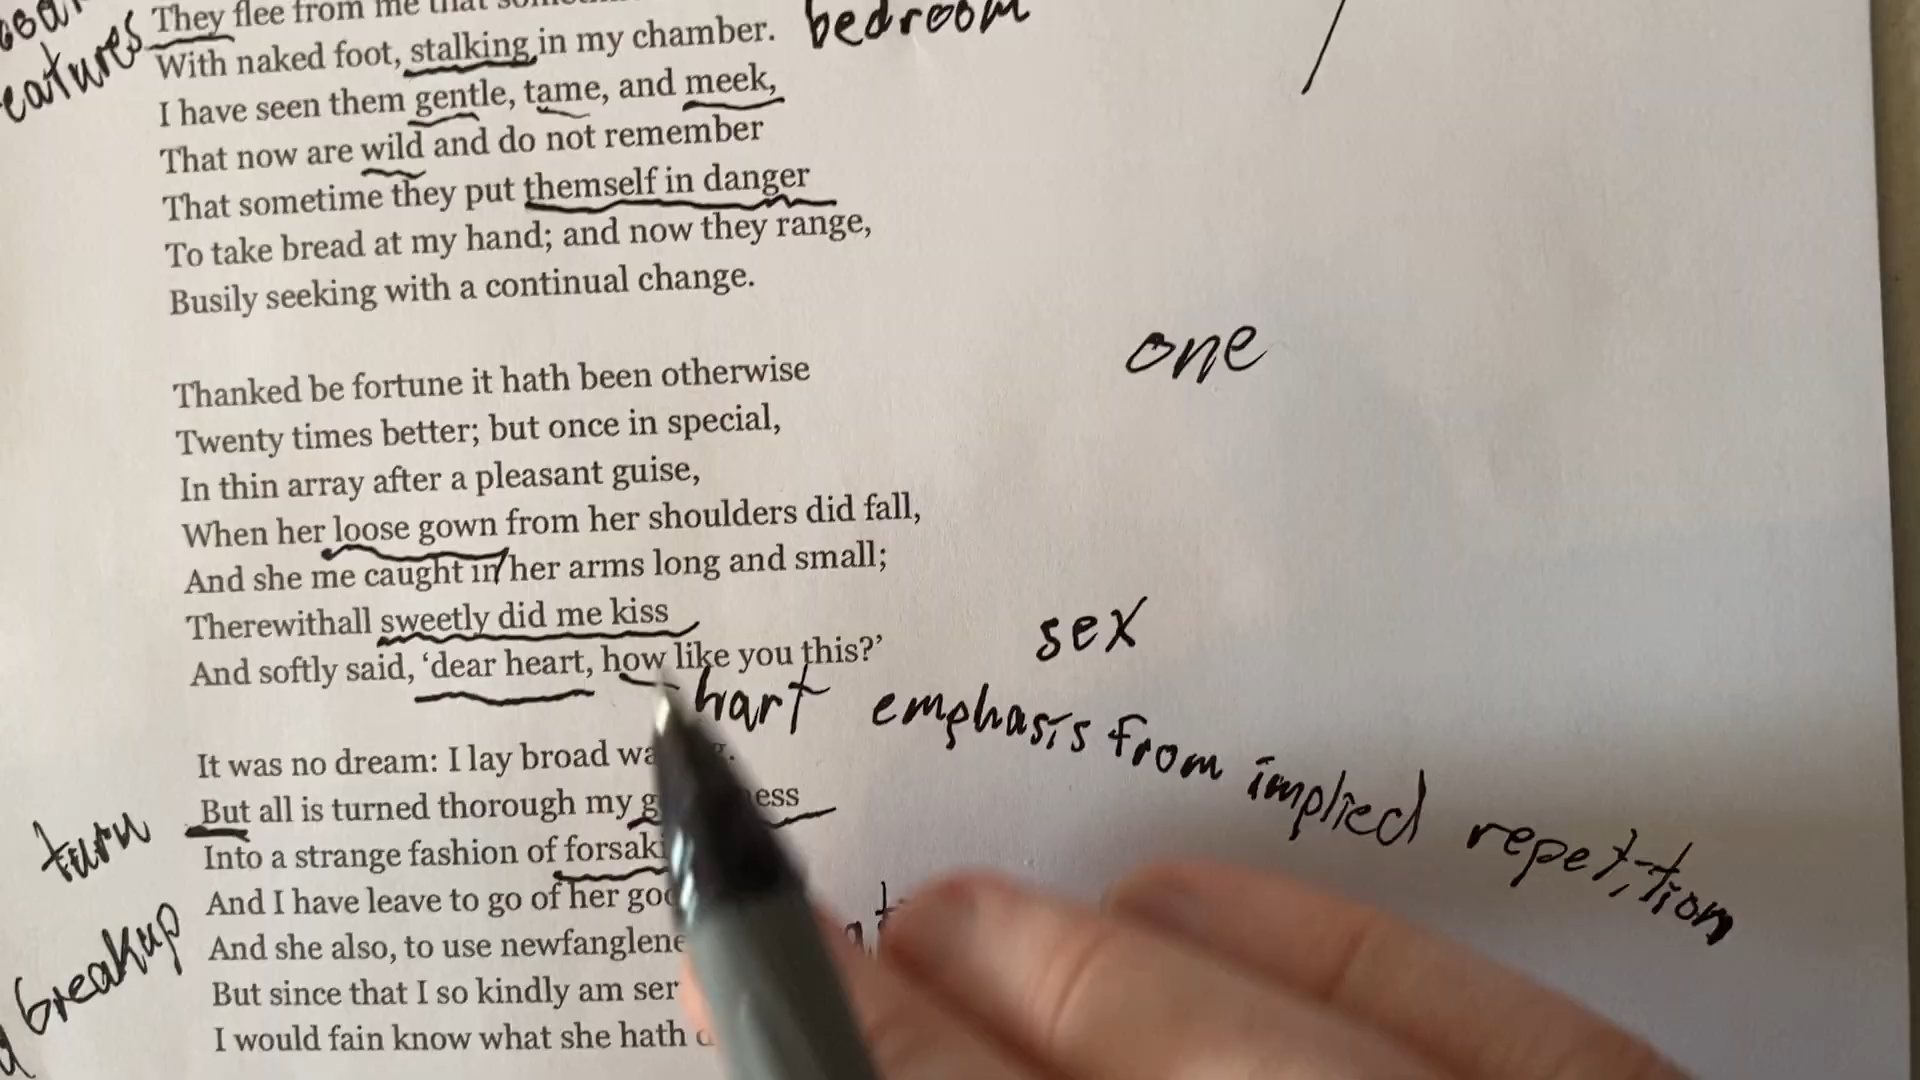 They flee from me that
eatures
With naked foot, stalking in my chamber. bedroom
I have seen them gentle, tame, and meek,
That now are wild and do not remember
That sometime they put themself in danger
To take bread at my hand; and now they range,
Busily seeking with a continual change.
one
Thanked be fortune it hath been otherwise
Twenty times better; but once in special,
In thin array after a pleasant guise,
When her loose gown from her shoulders did fall,
And she me caught in her arms long and small;
Therewithall sweetly did me kiss
sex
And softly said, ‘dear heart, how like you this?’
hart emphasis from implied repetition
It was no dream: I lay broad wa
turn
But all is turned thorough my g ess
Into a strange fashion of forsaki
breakup
And I have leave to go of her goo
And she also, to use newfanglene
But since that I so kindly am ser
I would fain know what she hath